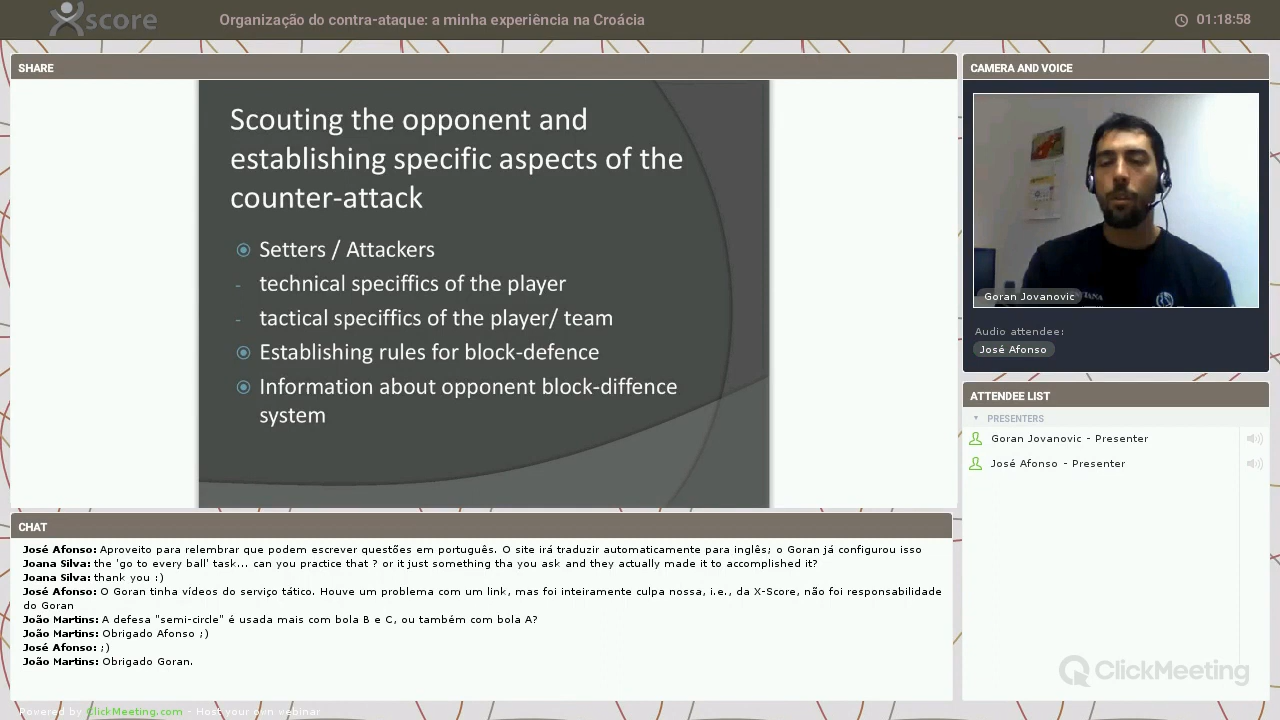 score
Organização do contra-ataque: a minha experiência na Croácia
01:18:58
SHARE
Scouting the opponent and
establishing specific aspects of the
counter-attack
Setters / Attackers
- technical speciffics of the player
- tactical speciffics of the player/ team
Establishing rules for block-defence
Information about opponent block-diffence
system
CAMERA AND VOICE
Goran Jovanovic
Audio attendee:
José Afonso
ATTENDEE LIST
PRESENTERS
Goran Jovanovic - Presenter
José Afonso - Presenter
CHAT
José Afonso: Aproveito para relembrar que podem escrever questões em português. O site irá traduzir automaticamente para inglês; o Goran já configurou isso
Joana Silva: the 'go to every ball' task... can you practice that ? or it just something tha you ask and they actually made it to accomplished it?
Joana Silva: thank you :)
José Afonso: O Goran tinha vídeos do serviço tático. Houve um problema com um link, mas foi inteiramente culpa nossa, i.e., da X-Score, não foi responsabilidade
do Goran
João Martins: A defesa "semi-circle" é usada mais com bola B e C, ou também com bola A?
João Martins: Obrigado Afonso ;)
José Afonso: ;)
João Martins: Obrigado Goran.
ClickMeeting
Powered by ClickMeeting.com - Host your own webinar